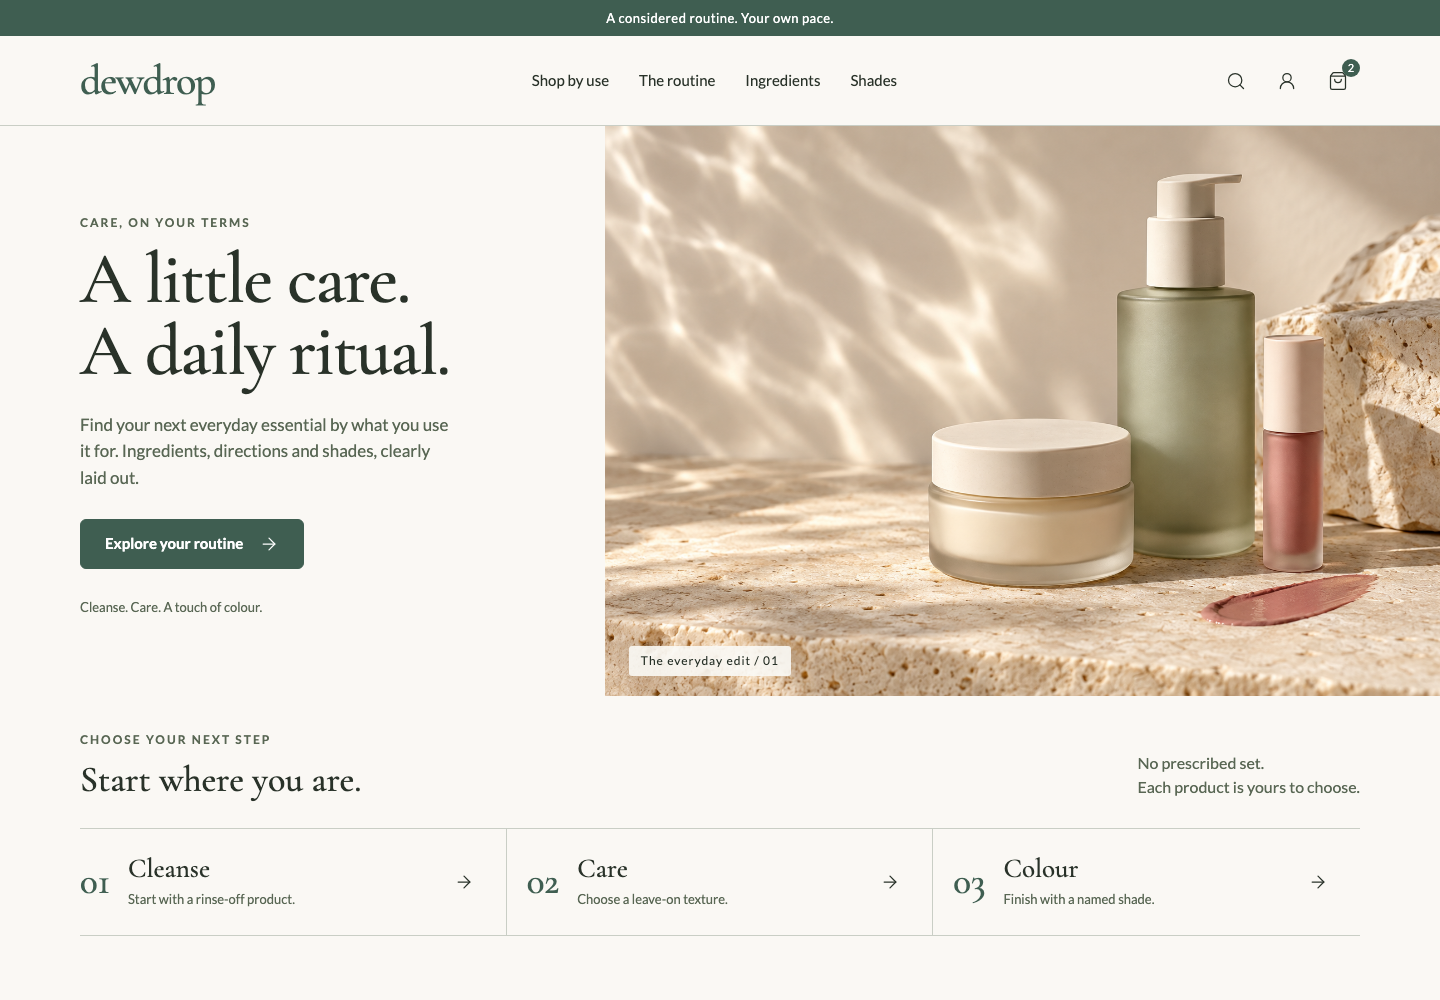 A considered routine. Your own pace.
dewdrop
Shop by use
The routine
Ingredients
Shades
2
CARE, ON YOUR TERMS
A little care.
A daily ritual.
Find your next everyday essential by what you use
it for. Ingredients, directions and shades, clearly
laid out.
Explore your routine
Cleanse. Care. A touch of colour.
The everyday edit / 01
CHOOSE YOUR NEXT STEP
Start where you are.
No prescribed set.
Each product is yours to choose.
01
Cleanse
Start with a rinse-off product.
02
Care
Choose a leave-on texture.
03
Colour
Finish with a named shade.